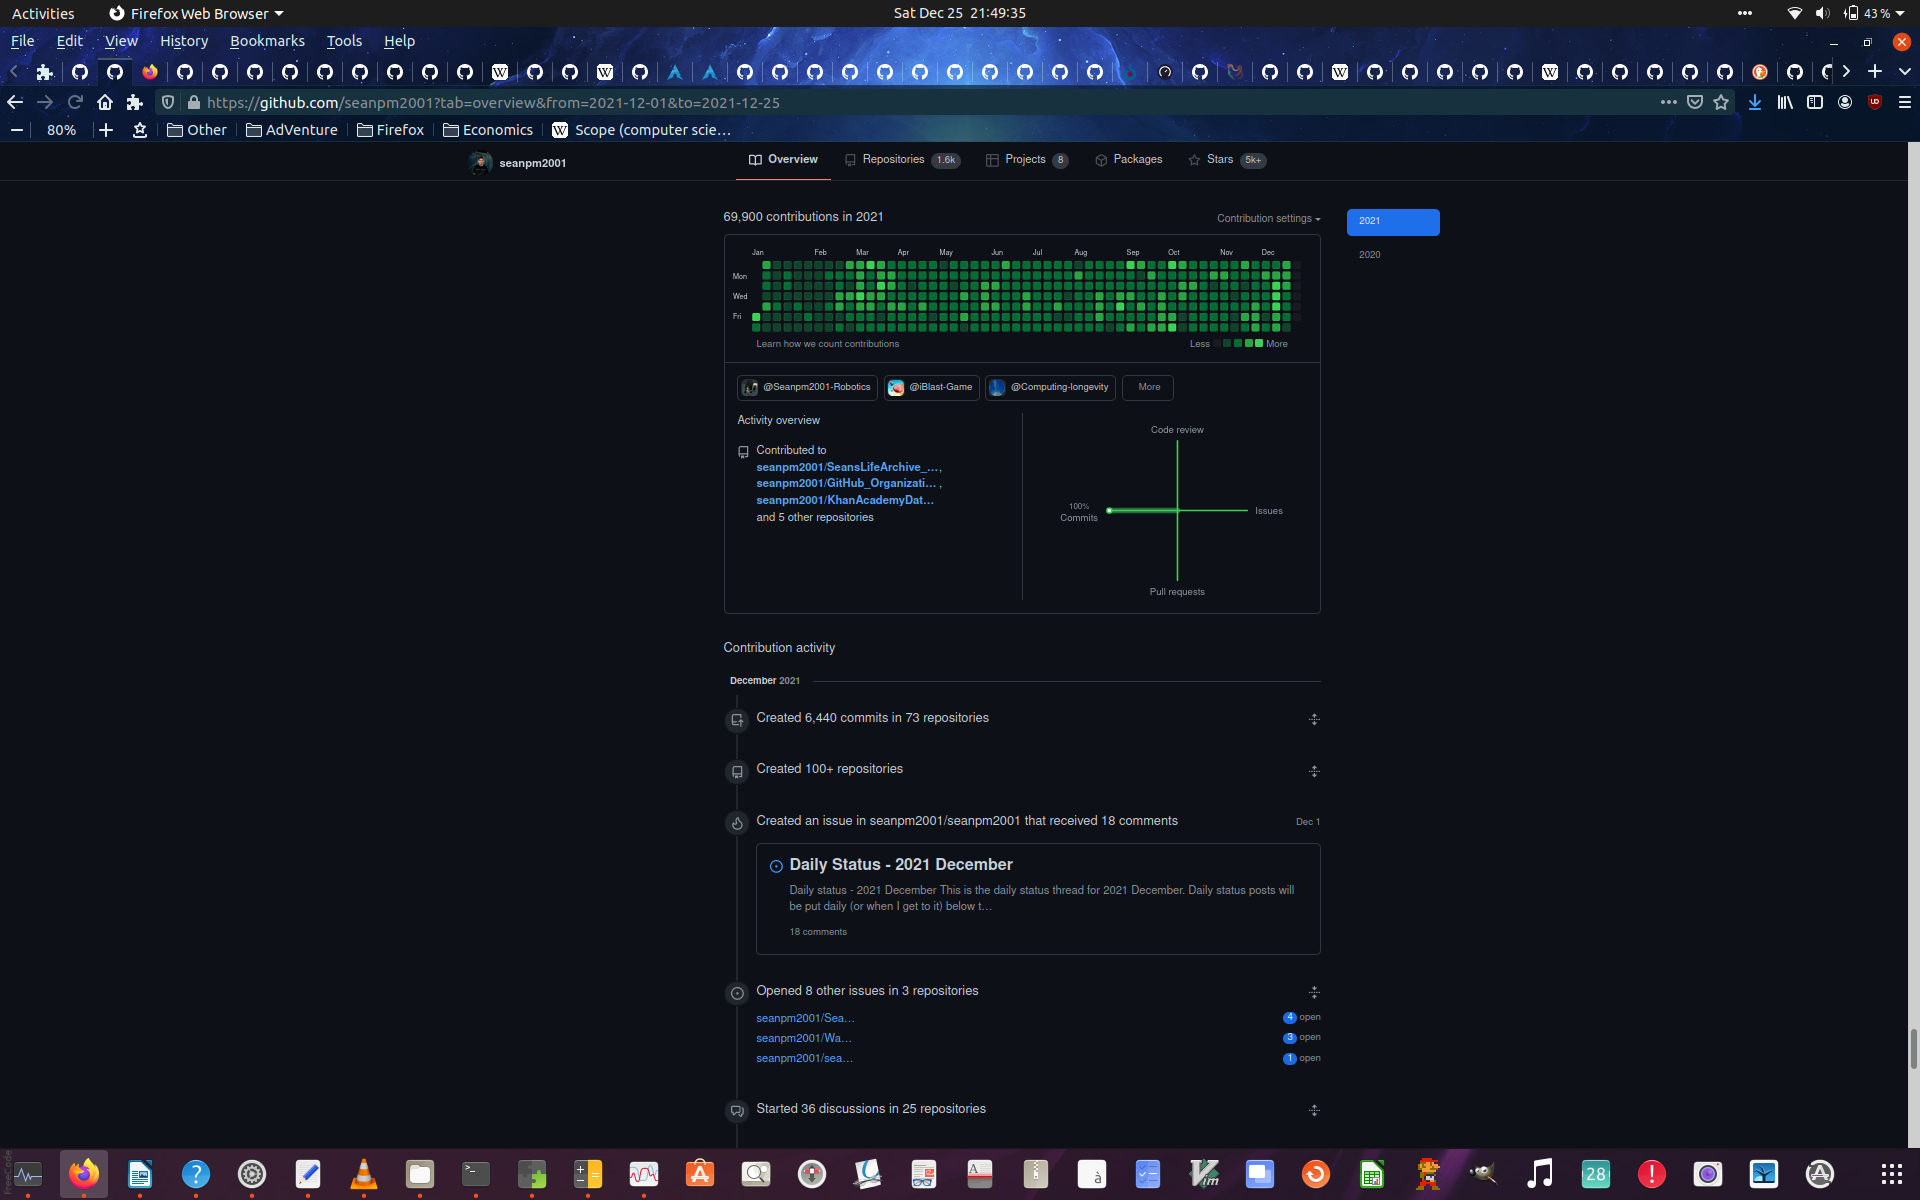 Activities Firefox Web Browser Sat Dec 25 21:49:35 43 %
File Edit View History Bookmarks Tools Help
https://github.com/seanpm2001?tab=overview&from=2021-12-01&to=2021-12-25
80% Other AdVenture Firefox Economics Scope (computer scie…
seanpm2001 Overview Repositories 1.6k Projects 8 Packages Stars 5k+
69,900 contributions in 2021 Contribution settings 2021
2020
Jan Feb Mar Apr May Jun Jul Aug Sep Oct Nov Dec
Mon
Wed
Fri
Learn how we count contributions Less More
@Seanpm2001-Robotics @iBlast-Game @Computing-longevity More
Activity overview
Contributed to
seanpm2001/SeansLifeArchive_… ,
seanpm2001/GitHub_Organizati… ,
seanpm2001/KhanAcademyDat…
and 5 other repositories
Code review
100%
Commits
Issues
Pull requests
Contribution activity
December 2021
Created 6,440 commits in 73 repositories
Created 100+ repositories
Created an issue in seanpm2001/seanpm2001 that received 18 comments Dec 1
Daily Status - 2021 December
Daily status - 2021 December This is the daily status thread for 2021 December. Daily status posts will
be put daily (or when I get to it) below t…
18 comments
Opened 8 other issues in 3 repositories
seanpm2001/Sea… 4 open
seanpm2001/Wa… 3 open
seanpm2001/sea… 1 open
Started 36 discussions in 25 repositories
FreeCode
28